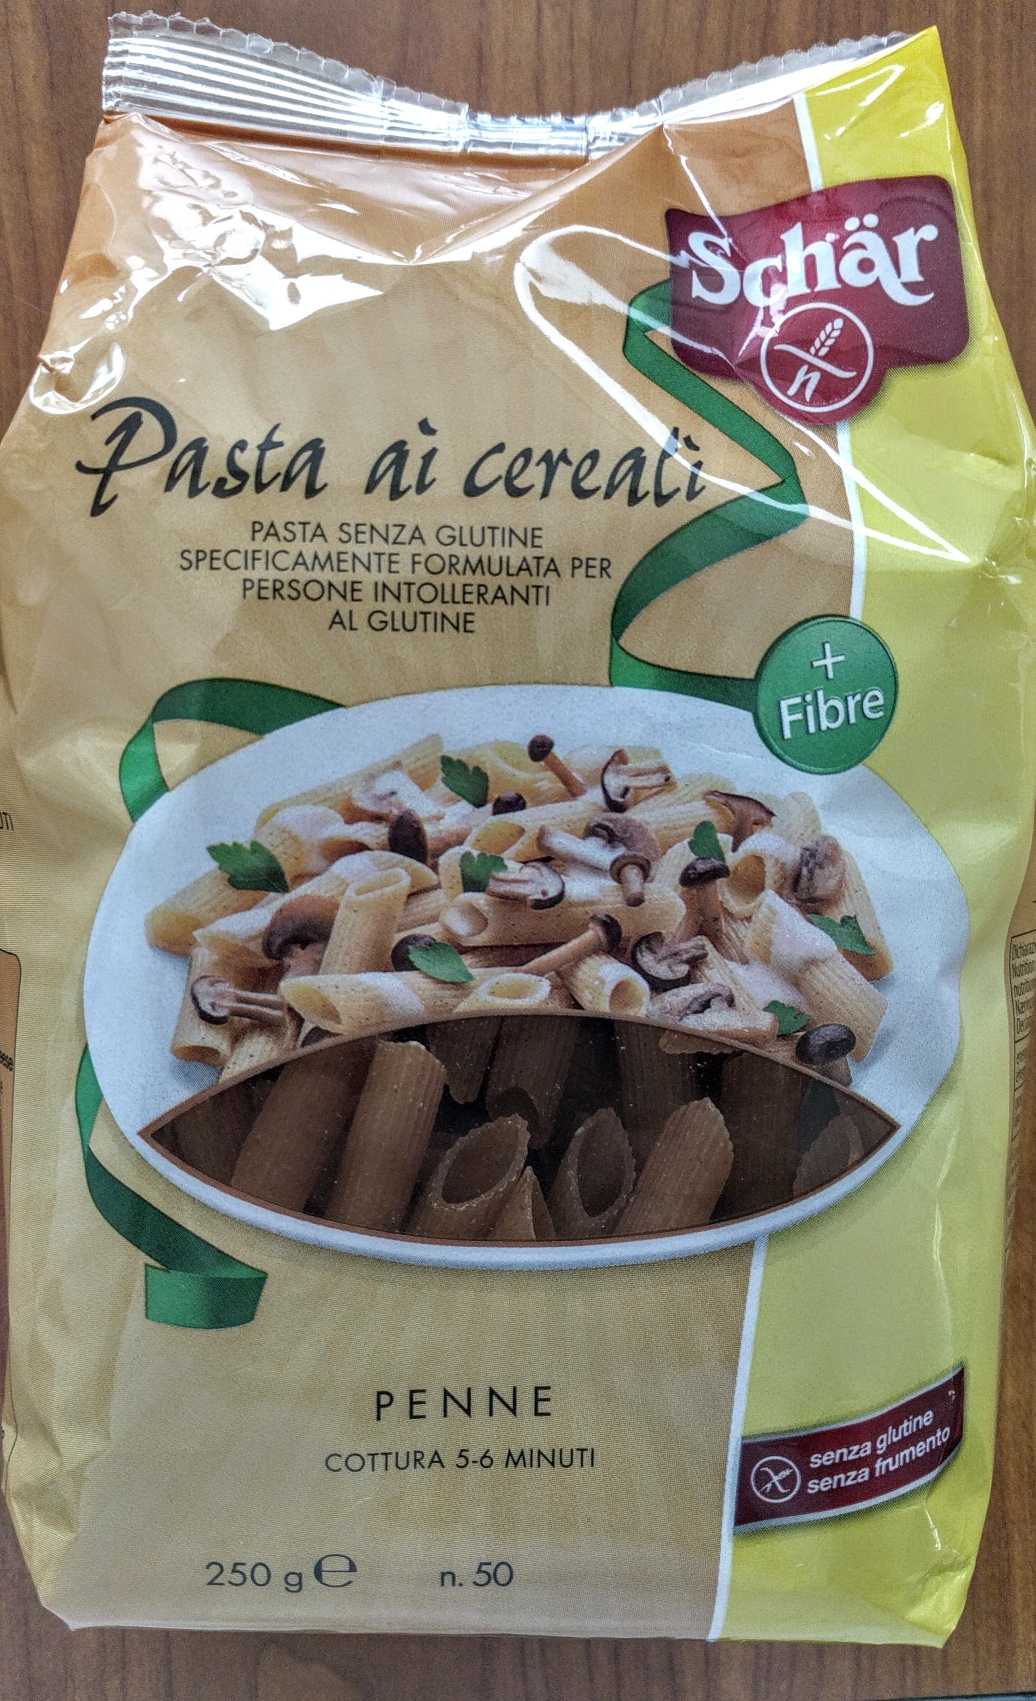 Schär
Pasta ai cereali
PASTA SENZA GLUTINE
SPECIFICAMENTE FORMULATA PER
PERSONE INTOLLERANTI
AL GLUTINE
+
Fibre
PENNE
COTTURA 5-6 MINUTI
senza glutine
senza frumento
250 g ℮ n. 50